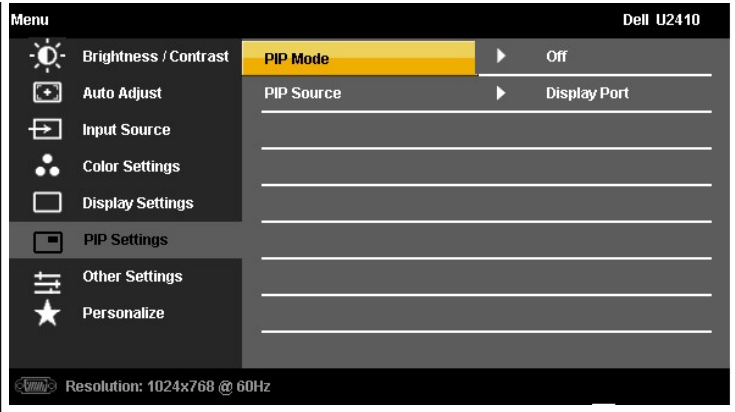 Menu Dell U2410
Brightness / Contrast PIP Mode Off
Auto Adjust PIP Source Display Port
Input Source
Color Settings
Display Settings
PIP Settings
Other Settings
Personalize
Resolution: 1024x768 @ 60Hz